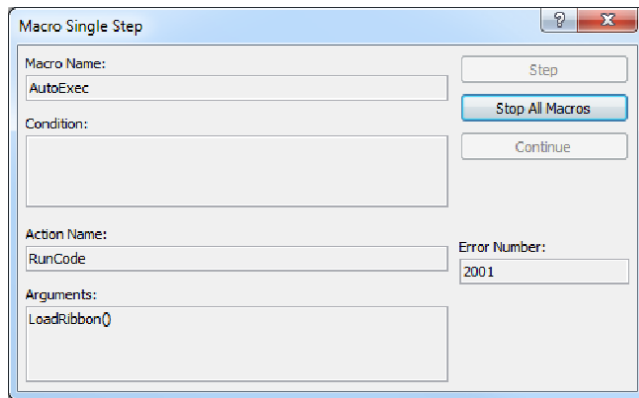 Macro Single Step
Macro Name:
AutoExec
Condition:
Action Name:
RunCode
Arguments:
LoadRibbon()
Step
Stop All Macros
Continue
Error Number:
2001